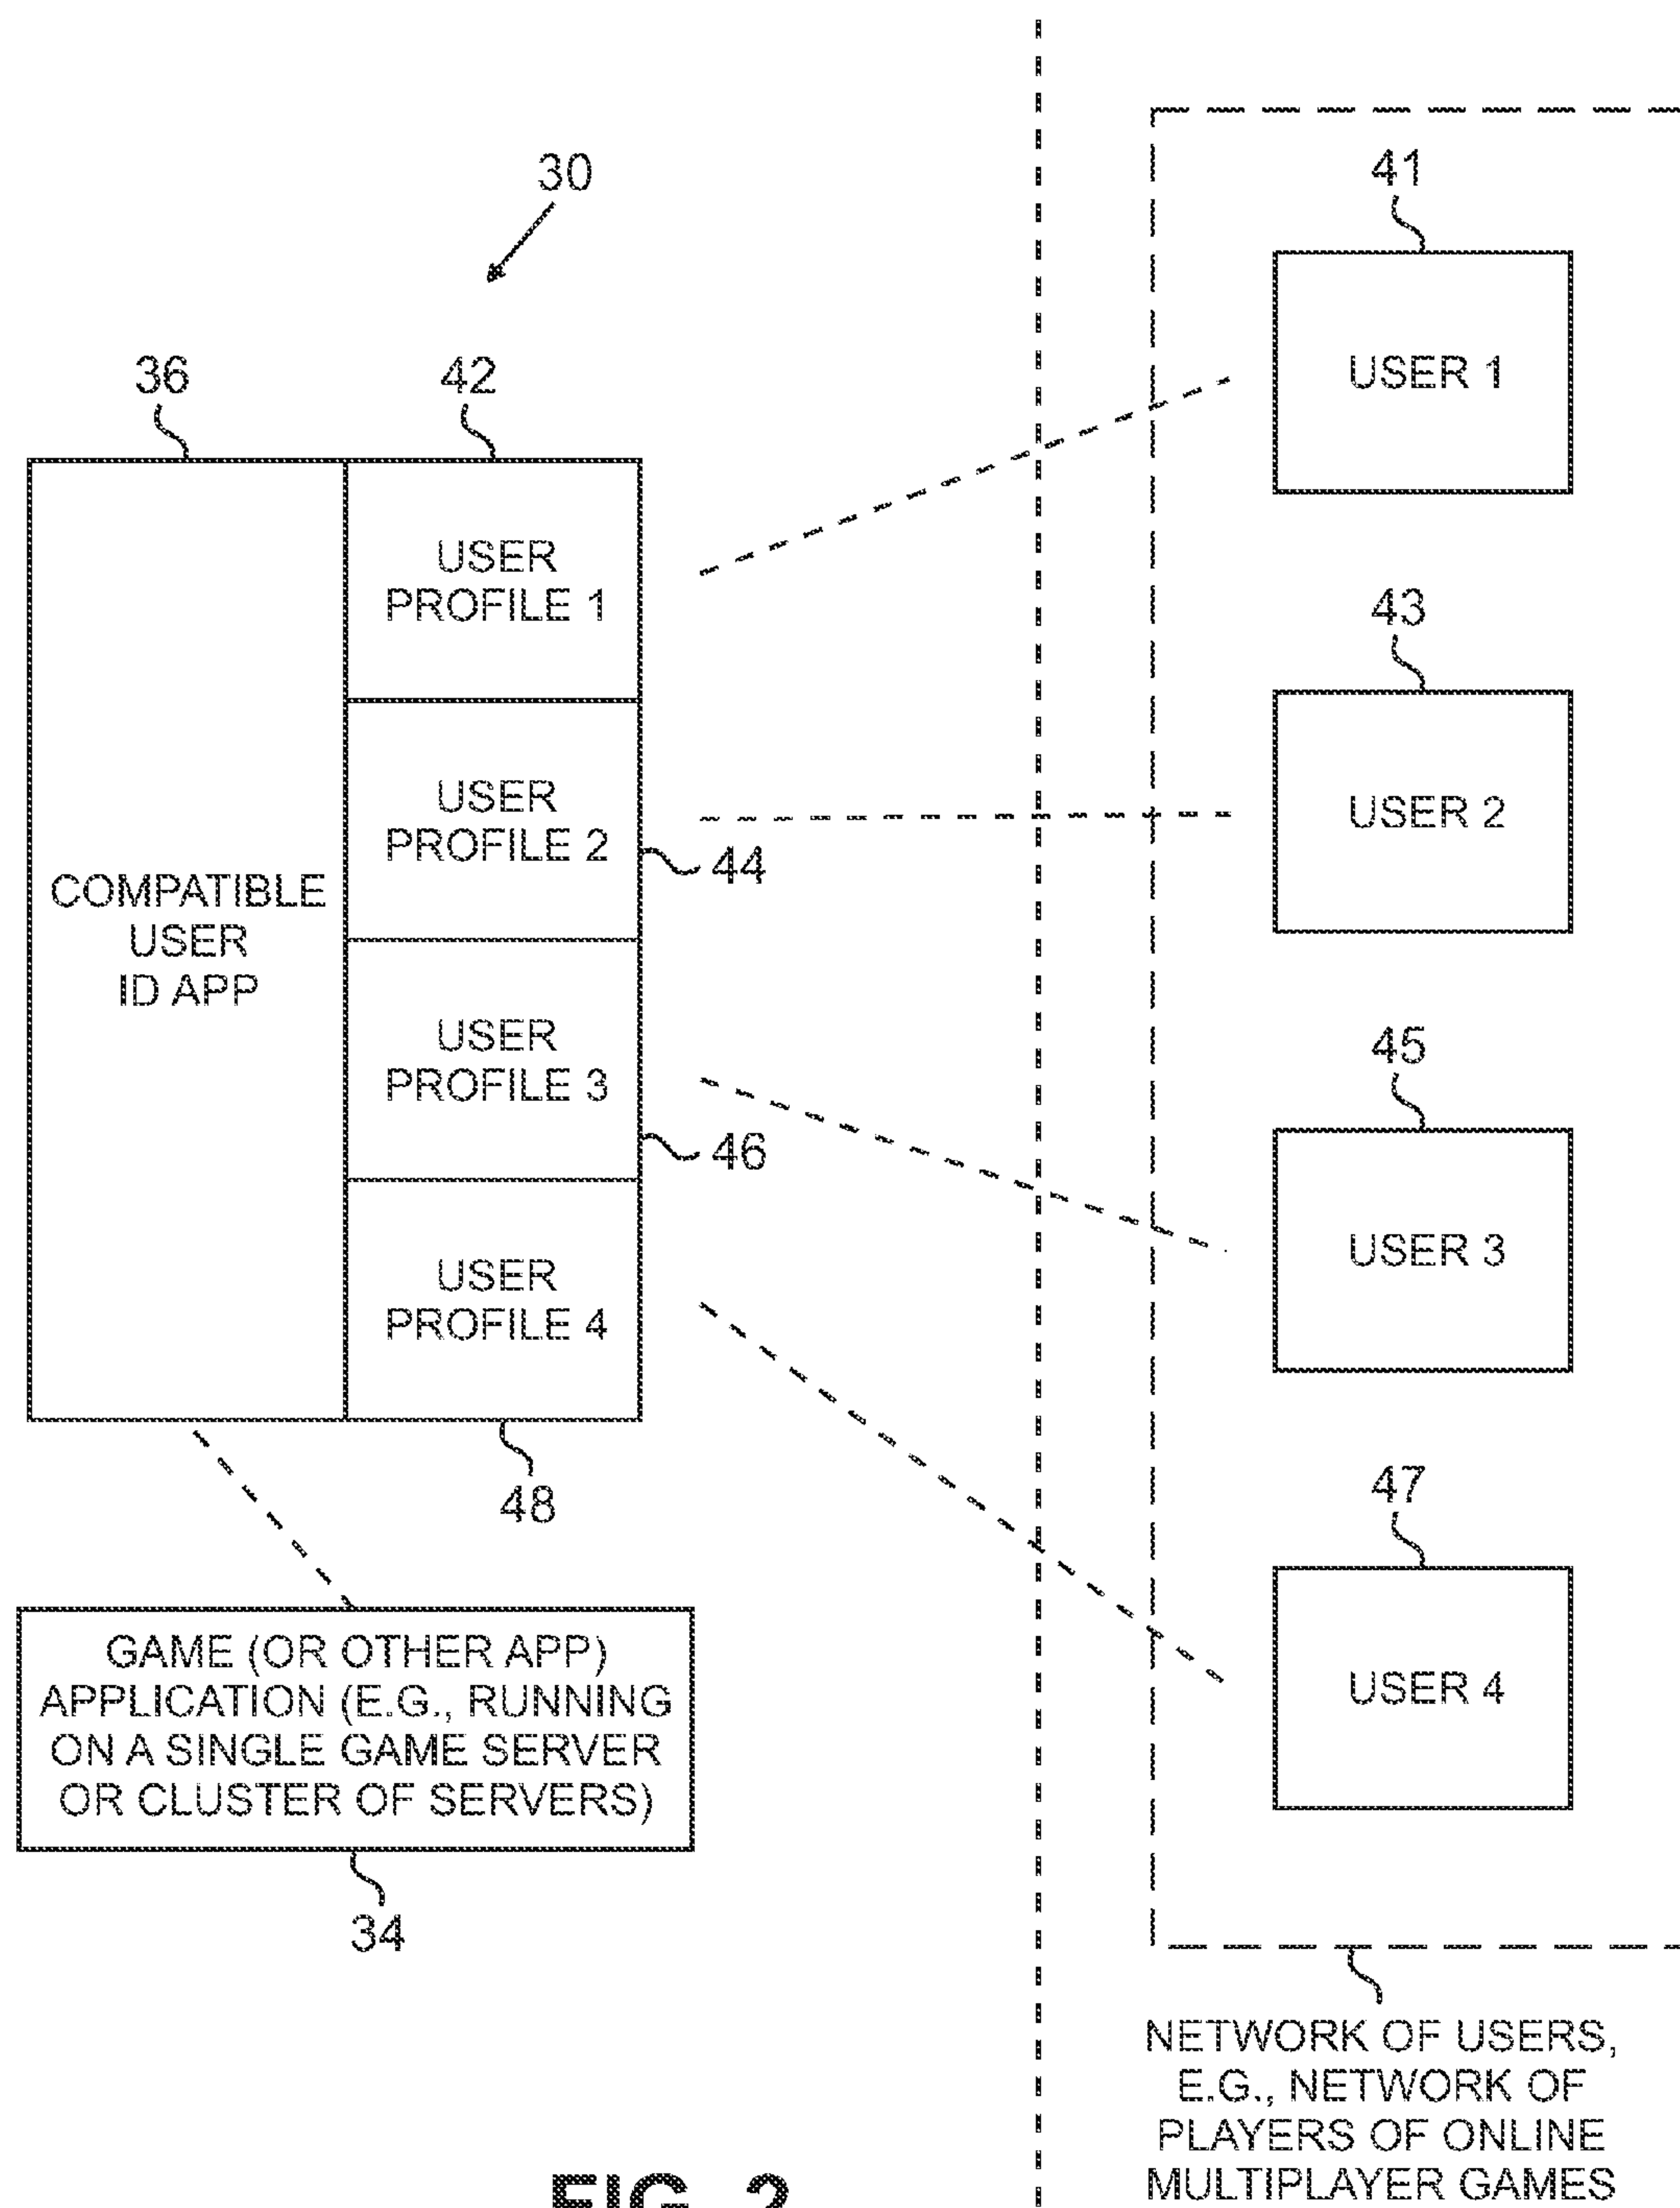 30
36
42
COMPATIBLE
USER
ID APP
USER
PROFILE 1
USER
PROFILE 2
44
USER
PROFILE 3
46
USER
PROFILE 4
48
GAME (OR OTHER APP)
APPLICATION (E.G., RUNNING
ON A SINGLE GAME SERVER
OR CLUSTER OF SERVERS)
34
41
USER 1
43
USER 2
45
USER 3
47
USER 4
NETWORK OF USERS,
E.G., NETWORK OF
PLAYERS OF ONLINE
MULTIPLAYER GAMES
FIG. 2